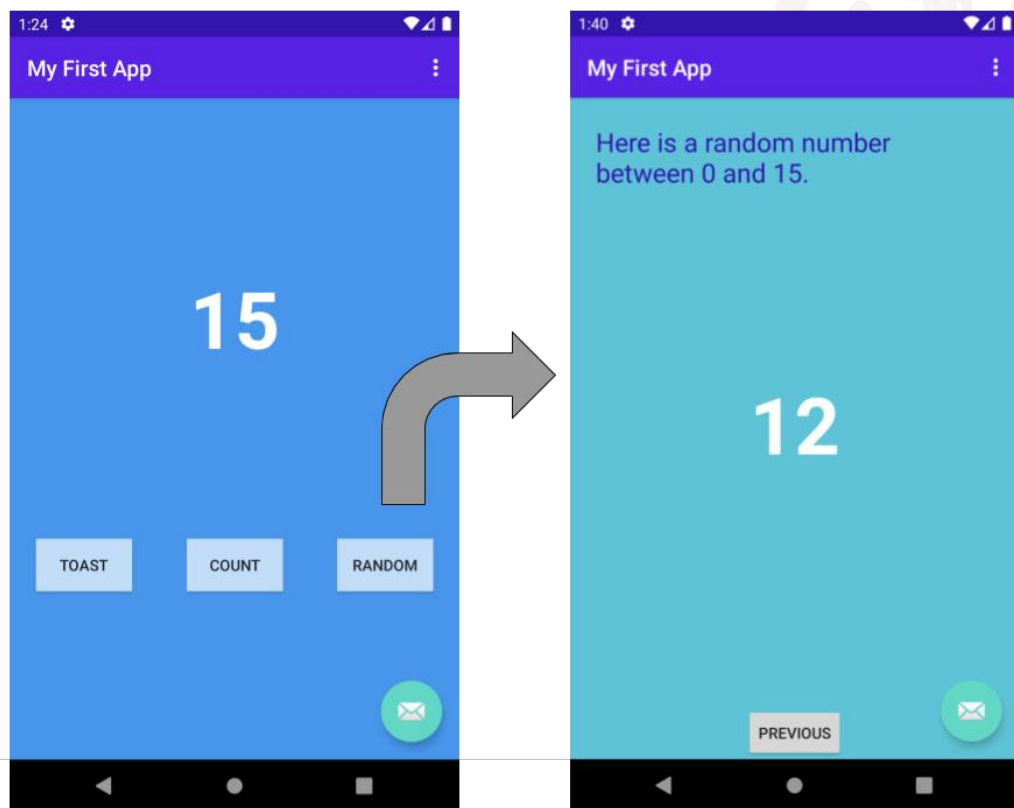 1:24
My First App
15
TOAST
COUNT
RANDOM
1:40
My First App
Here is a random number
between 0 and 15.
12
PREVIOUS